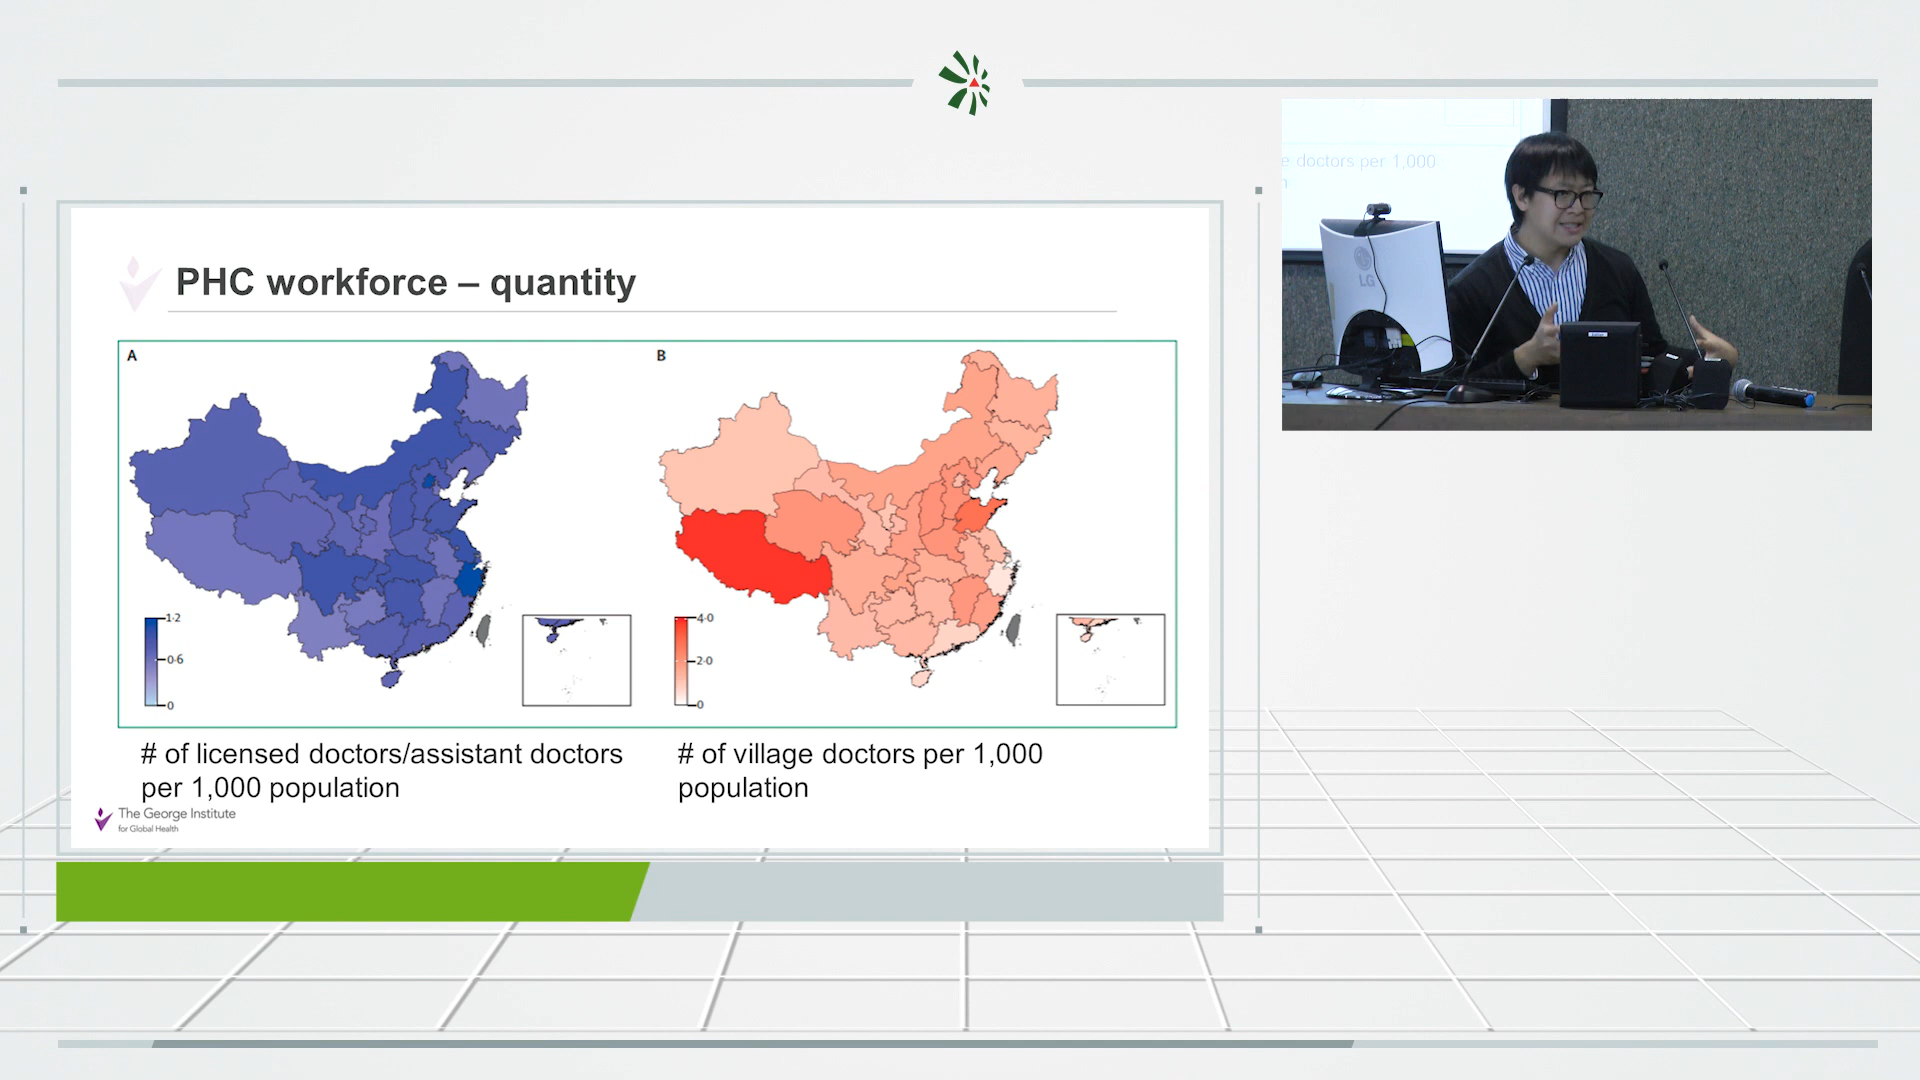 PHC workforce – quantity
A
B
1·2
0·6
0
4·0
2·0
0
# of licensed doctors/assistant doctors
per 1,000 population
# of village doctors per 1,000
population
The George Institute
for Global Health
e doctors per 1,000
LG